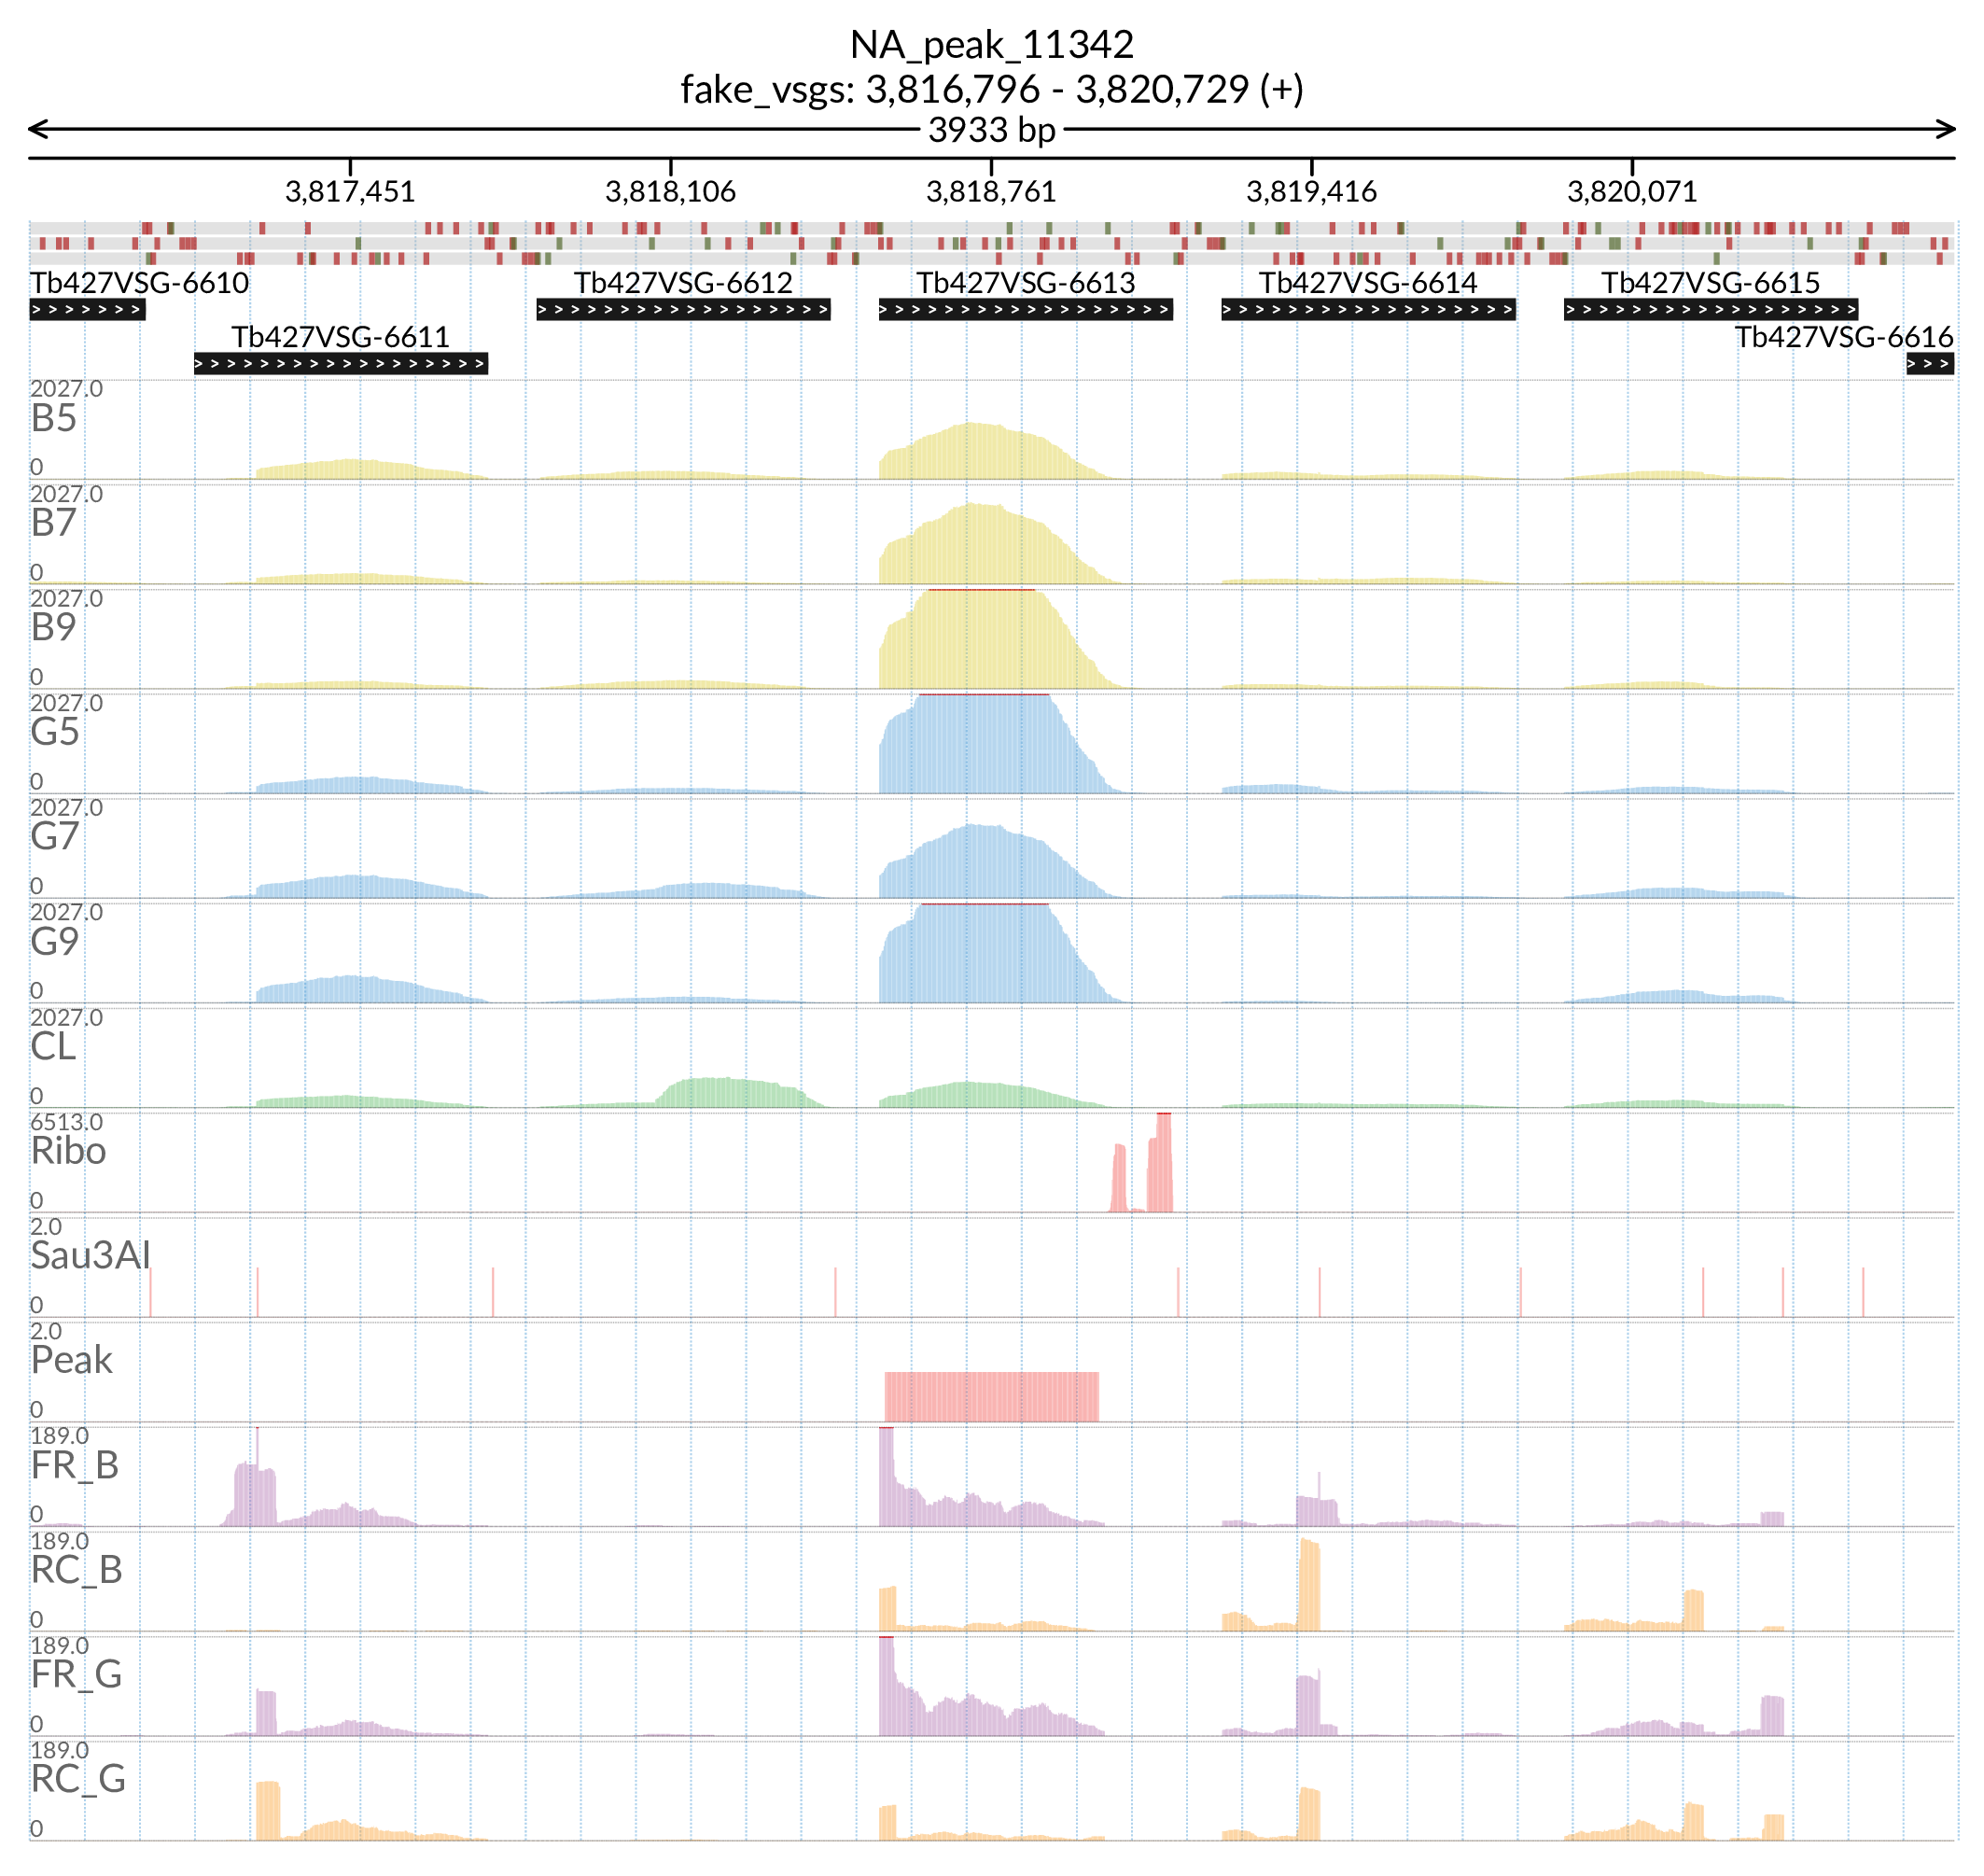 NA_peak_11342
fake_vsgs: 3,816,796 - 3,820,729 (+)
3933 bp
3,817,451 3,818,106 3,818,761 3,819,416 3,820,071
Tb427VSG-6610 Tb427VSG-6612 Tb427VSG-6613 Tb427VSG-6614 Tb427VSG-6615
Tb427VSG-6611 Tb427VSG-6616
2027.0
B5
0
2027.0
B7
0
2027.0
B9
0
2027.0
G5
0
2027.0
G7
0
2027.0
G9
0
2027.0
CL
0
6513.0
Ribo
0
2.0
Sau3AI
0
2.0
Peak
0
189.0
FR_B
0
189.0
RC_B
0
189.0
FR_G
0
189.0
RC_G
0